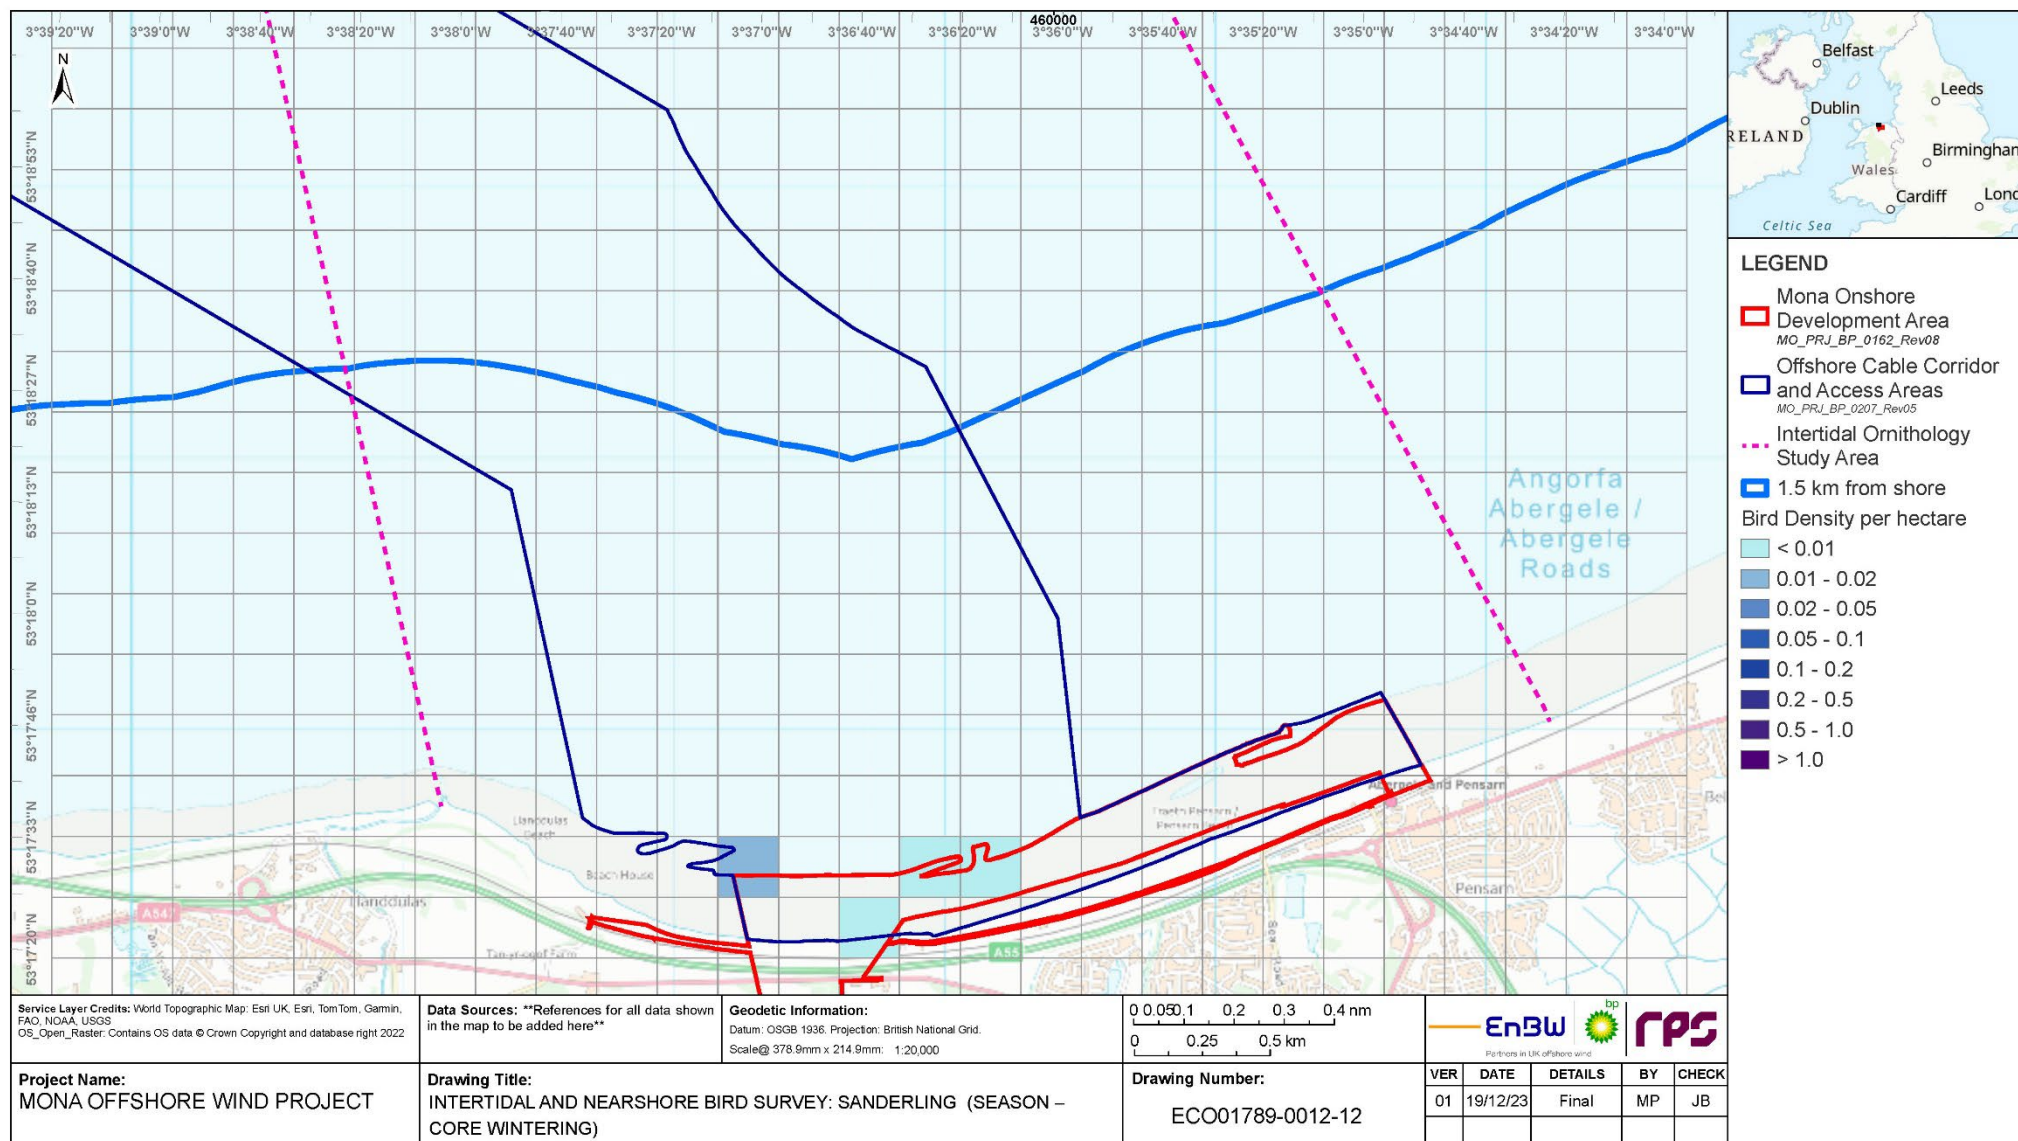 460000
3°39'20"W 3°39'0"W 3°38'40"W 3°38'20"W 3°37'40"W 3°37'20"W 3°37'0"W 3°36'40"W 3°36'20"W 3°36'0"W 3°35'40"W 3°35'20"W 3°35'0"W 3°34'40"W 3°34'20"W 3°34'0"W
N
53°18'53"N
53°18'40"N
53°18'27"N
53°18'13"N
53°18'0"N
53°17'46"N
53°17'33"N
53°17'20"N
Angorfa
Abergele /
Abergele
Roads
Llanddulas
Beach
Traeth Pensarn /
Pensarn
Abergele and Pensarn
Beach House
Llanddulas
Pensarn
A547
A55
Belfast
Leeds
Dublin
RELAND
Birmingham
Wales
Cardiff
Lond
Celtic Sea
LEGEND
Mona Onshore
Development Area
MO_PRJ_BP_0162_Rev08
Offshore Cable Corridor
and Access Areas
MO_PRJ_BP_0207_Rev05
Intertidal Ornithology
Study Area
1.5 km from shore
Bird Density per hectare
< 0.01
0.01 - 0.02
0.02 - 0.05
0.05 - 0.1
0.1 - 0.2
0.2 - 0.5
0.5 - 1.0
> 1.0
Service Layer Credits: World Topographic Map: Esri UK, Esri, TomTom, Garmin,
FAO, NOAA, USGS
OS_Open_Raster: Contains OS data © Crown Copyright and database right 2022
Data Sources: **References for all data shown
in the map to be added here**
Geodetic Information:
Datum: OSGB 1936. Projection: British National Grid.
Scale@ 378.9mm x 214.9mm: 1:20,000
0 0.05 0.1 0.2 0.3 0.4 nm
0 0.25 0.5 km
EnBW
bp
Partners in UK offshore wind
rps
Project Name:
MONA OFFSHORE WIND PROJECT
Drawing Title:
INTERTIDAL AND NEARSHORE BIRD SURVEY: SANDERLING (SEASON –
CORE WINTERING)
Drawing Number:
ECO01789-0012-12
VER DATE DETAILS BY CHECK
01 19/12/23 Final MP JB